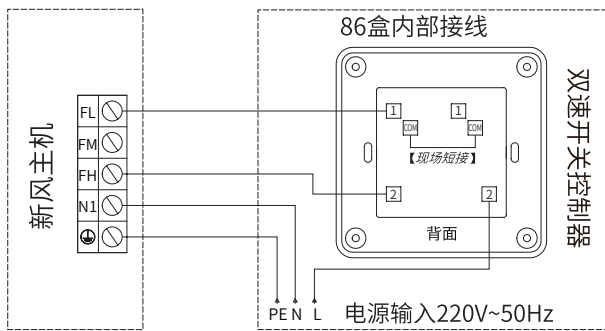 86盒内部接线
新风主机
FL
FM
FH
N1
1
1
COM
COM
【现场短接】
2
2
背面
双速开关控制器
PE N L
电源输入220V~50Hz